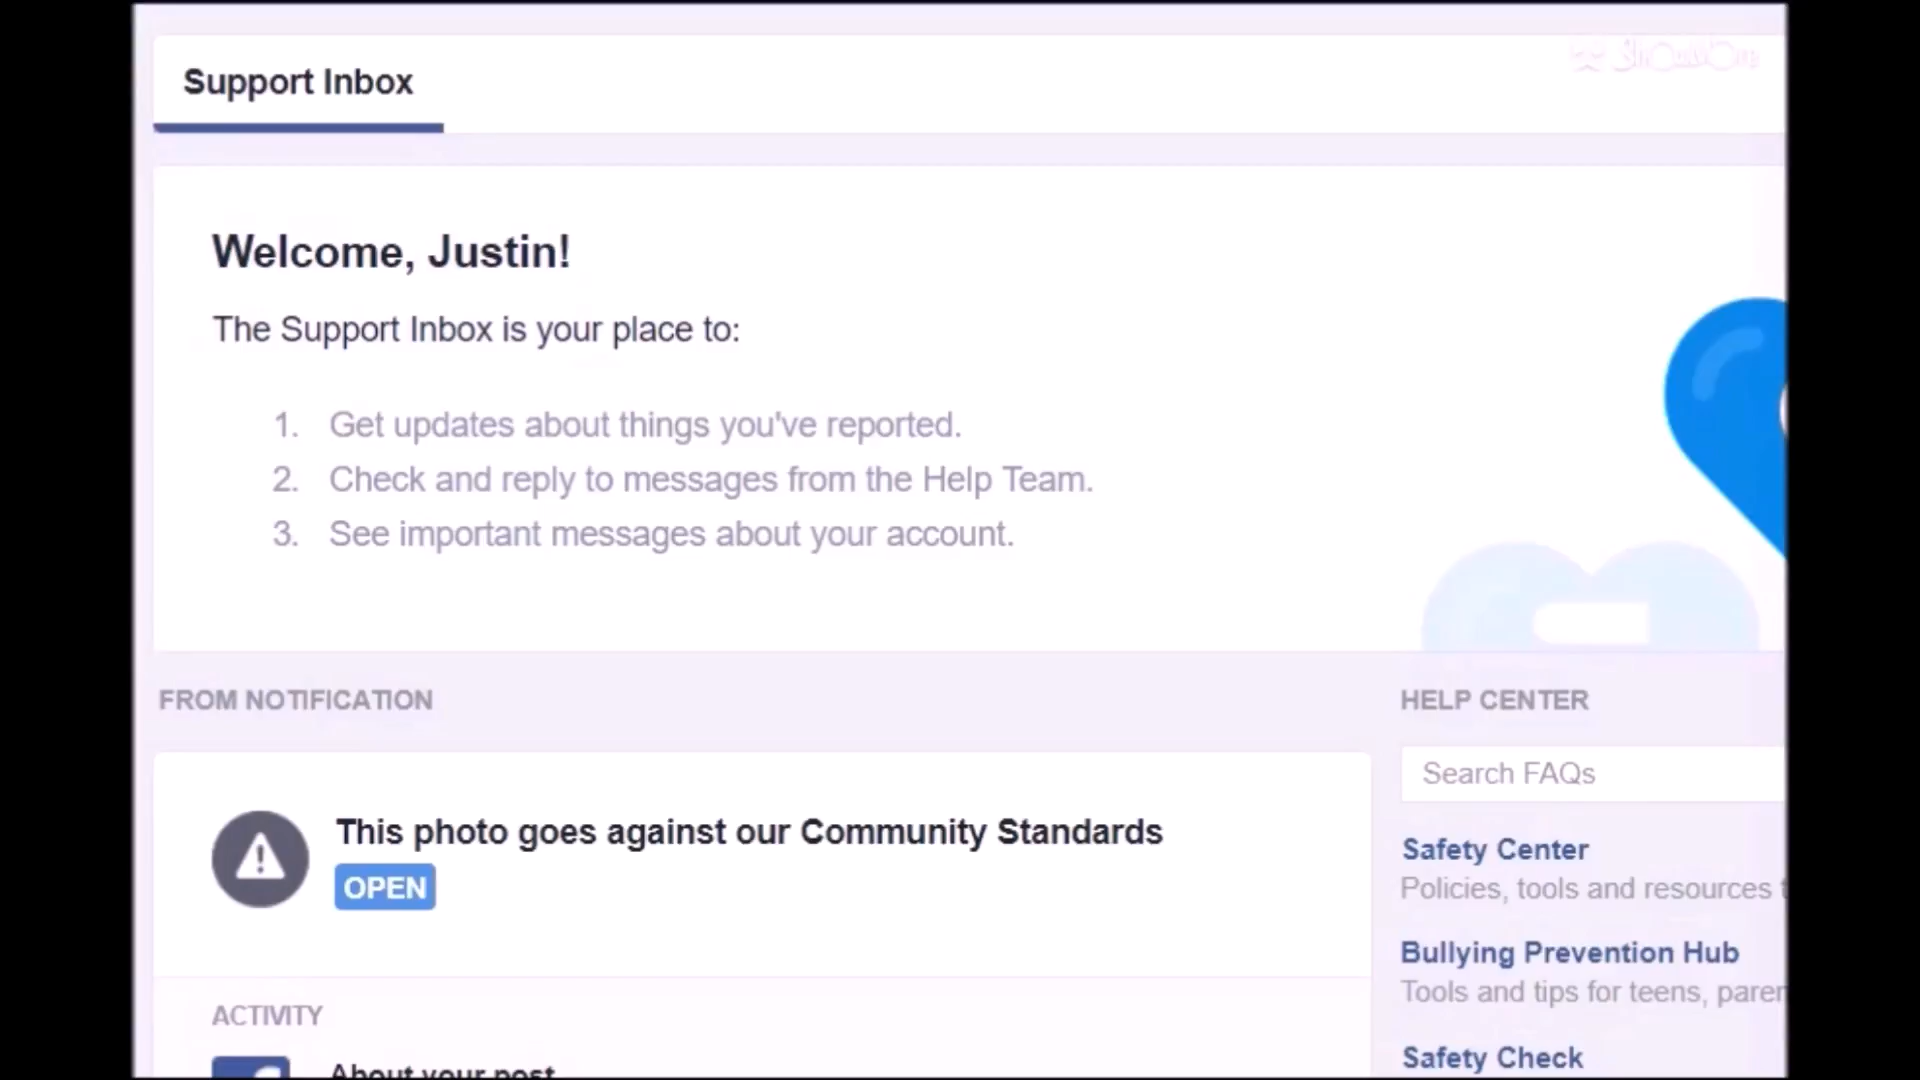 Support Inbox
Welcome, Justin!
The Support Inbox is your place to:
1. Get updates about things you've reported.
2. Check and reply to messages from the Help Team.
3. See important messages about your account.
FROM NOTIFICATION
HELP CENTER
Search FAQs
This photo goes against our Community Standards
OPEN
Safety Center
Policies, tools and resources
Bullying Prevention Hub
Tools and tips for teens,
ACTIVITY
Safety Check
About your post